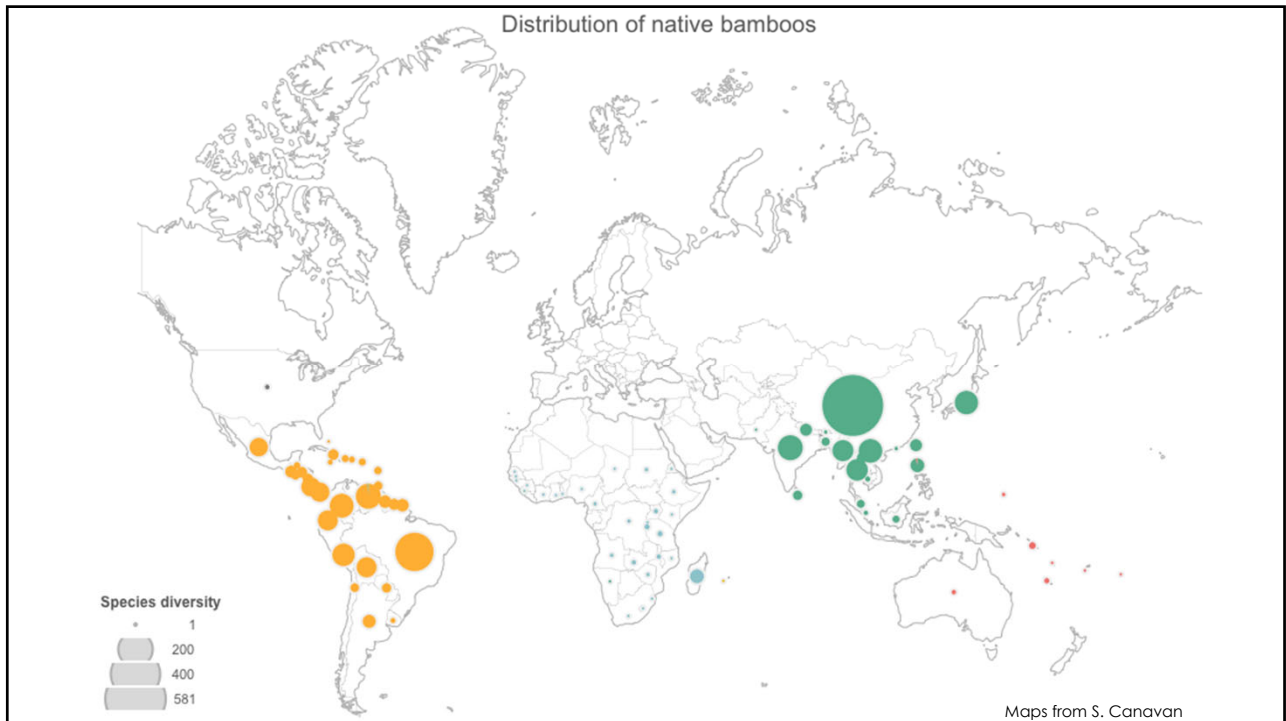 Distribution of native bamboos
Species diversity
1
200
400
581
Maps from S. Canavan